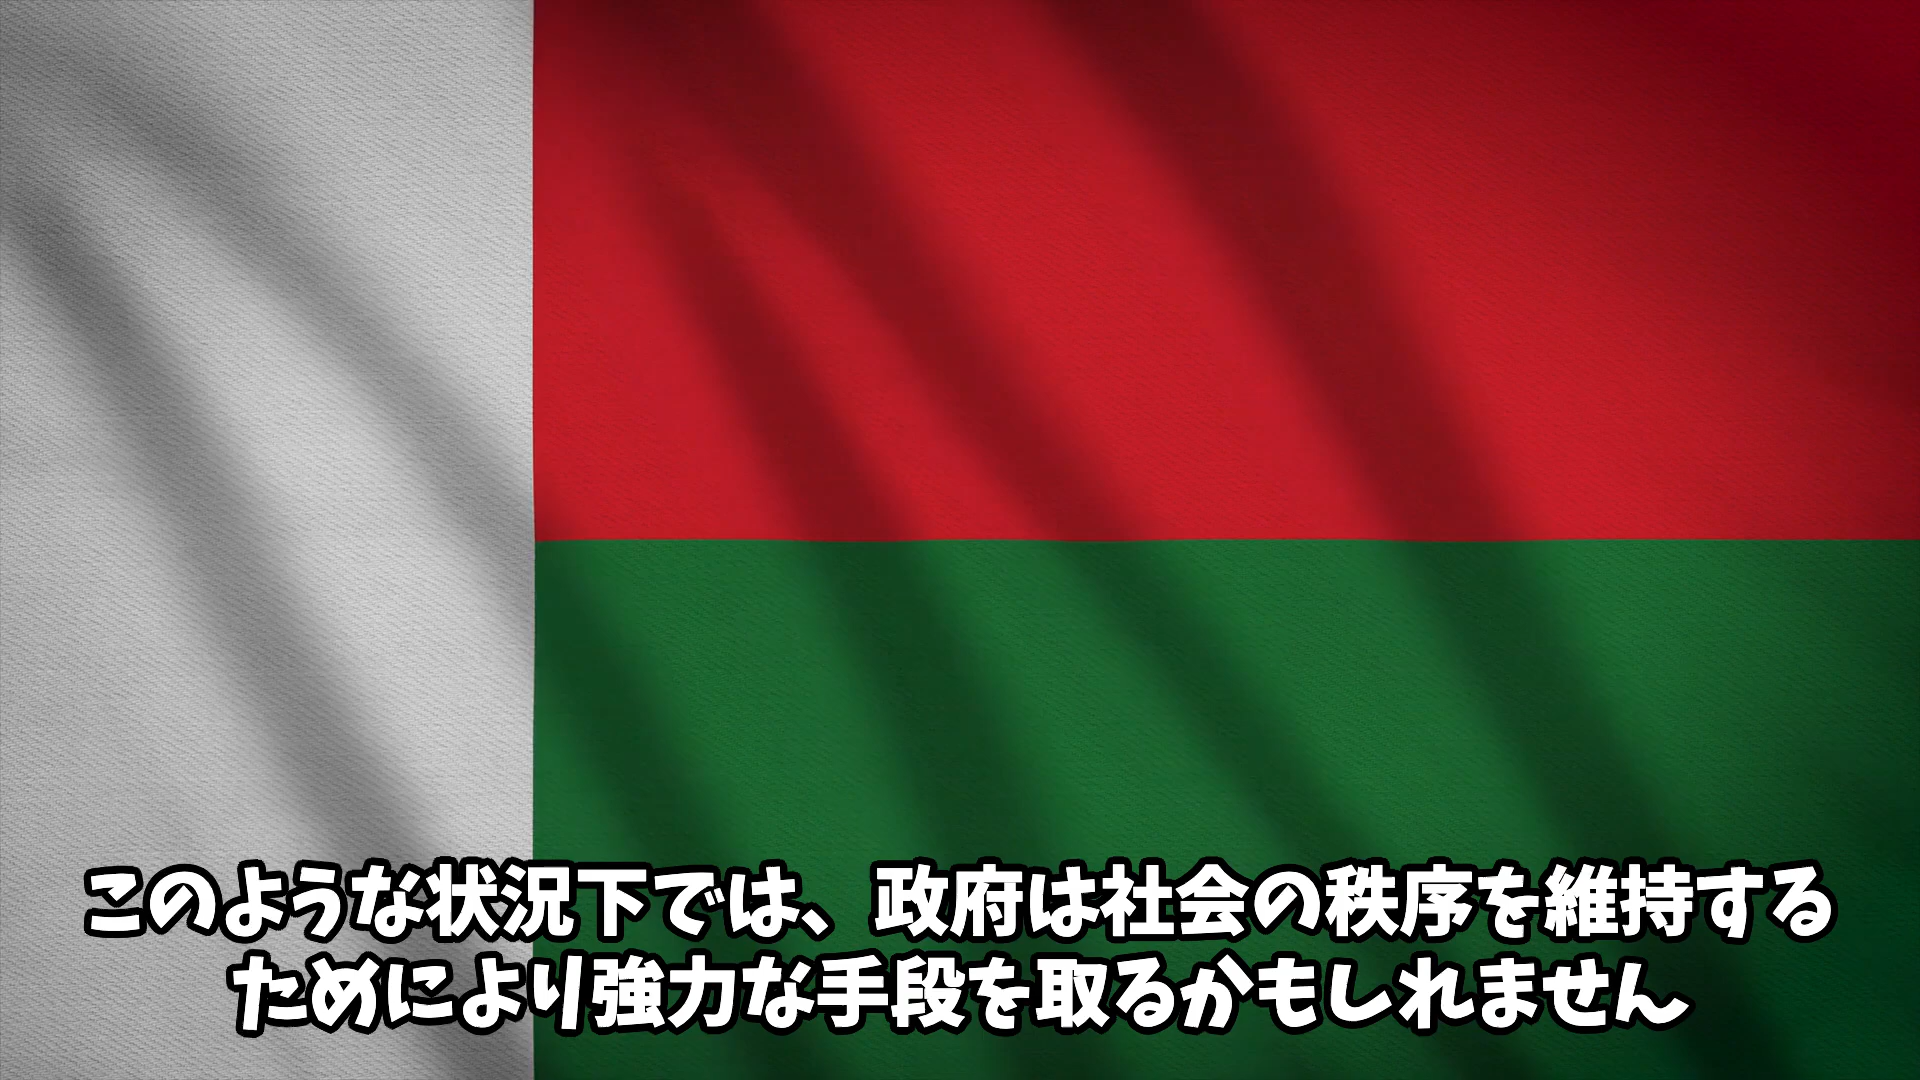 このような状況下では、政府は社会の秩序を維持する
ためにより強力な手段を取るかもしれません